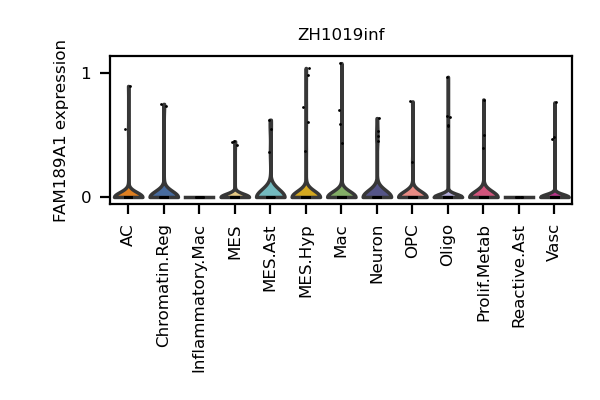 ZH1019inf
FAM189A1 expression
1
0
AC
Chromatin.Reg
Inflammatory.Mac
MES
MES.Ast
MES.Hyp
Mac
Neuron
OPC
Oligo
Prolif.Metab
Reactive.Ast
Vasc